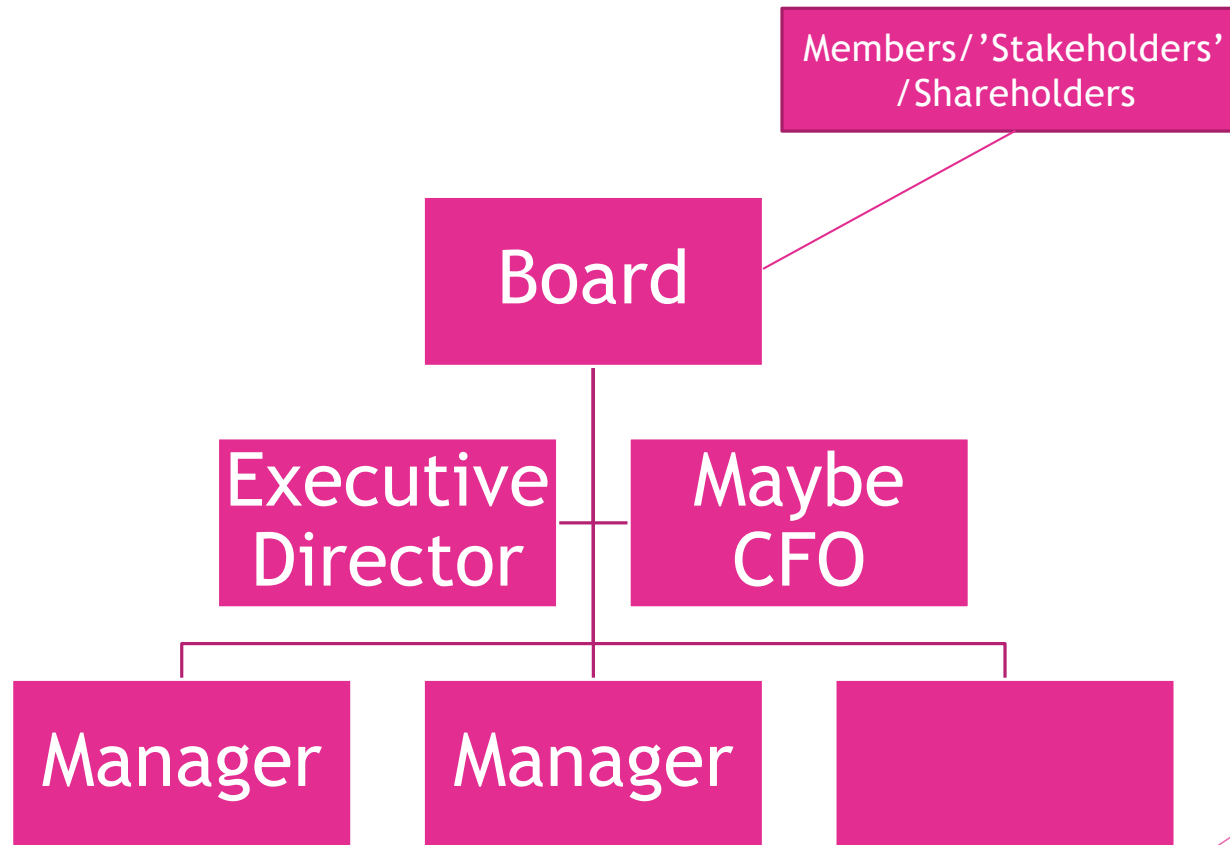 Members/’Stakeholders’
/Shareholders
Board
Executive
Director
Maybe
CFO
Manager
Manager